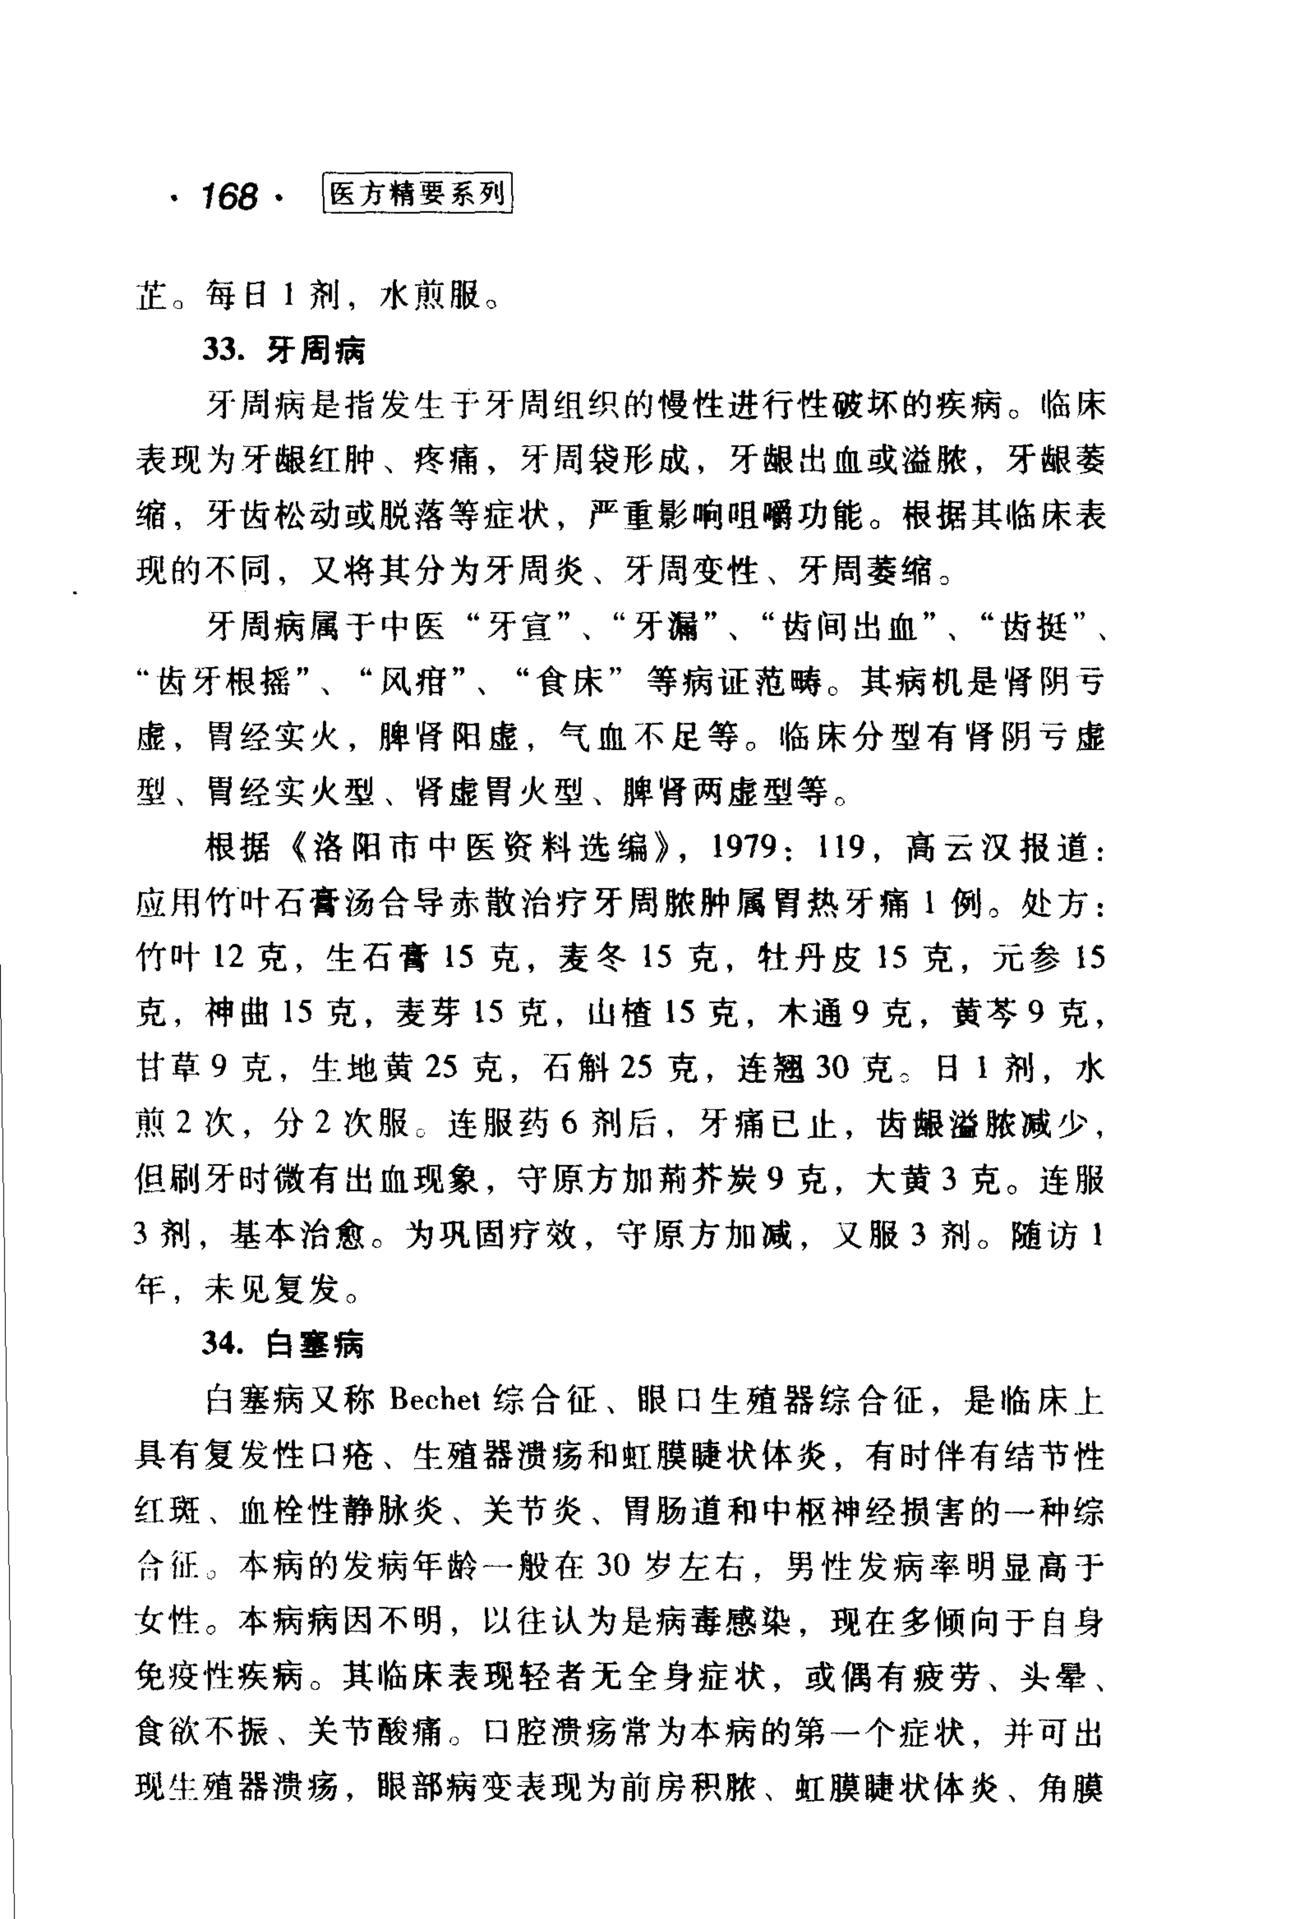 · 168 · 医方精要系列
芷。每日 1 剂，水煎服。
33. 牙周病
牙周病是指发生于牙周组织的慢性进行性破坏的疾病。临床
表现为牙龈红肿、疼痛，牙周袋形成，牙龈出血或溢脓，牙龈萎
缩，牙齿松动或脱落等症状，严重影响咀嚼功能。根据其临床表
现的不同，又将其分为牙周炎、牙周变性、牙周萎缩。
牙周病属于中医“牙宣”、“牙漏”、“齿间出血”、“齿挺”、
“齿牙根摇”、“风疳”、“食床”等病证范畴。其病机是肾阴亏
虚，胃经实火，脾肾阳虚，气血不足等。临床分型有肾阴亏虚
型、胃经实火型、肾虚胃火型、脾肾两虚型等。
根据《洛阳市中医资料选编》，1979：119，高云汉报道：
应用竹叶石膏汤合导赤散治疗牙周脓肿属胃热牙痛 1 例。处方：
竹叶 12 克，生石膏 15 克，麦冬 15 克，牡丹皮 15 克，元参 15
克，神曲 15 克，麦芽 15 克，山楂 15 克，木通 9 克，黄芩 9 克，
甘草 9 克，生地黄 25 克，石斛 25 克，连翘 30 克。日 1 剂，水
煎 2 次，分 2 次服。连服药 6 剂后，牙痛已止，齿龈溢脓减少，
但刷牙时微有出血现象，守原方加荊芥炭 9 克，大黄 3 克。连服
3 剂，基本治愈。为巩固疗效，守原方加减，又服 3 剂。随访 1
年，未见复发。
34. 白塞病
白塞病又称 Bechet 综合征、眼口生殖器综合征，是临床上
具有复发性口疮、生殖器溃疡和虹膜睫状体炎，有时伴有结节性
红斑、血栓性静脉炎、关节炎、胃肠道和中枢神经损害的一种综
合征。本病的发病年龄一般在 30 岁左右，男性发病率明显高于
女性。本病病因不明，以往认为是病毒感染，现在多倾向于自身
免疫性疾病。其临床表现轻者无全身症状，或偶有疲劳、头晕、
食欲不振、关节酸痛。口腔溃疡常为本病的第一个症状，并可出
现生殖器溃疡，眼部病变表现为前房积脓、虹膜睫状体炎、角膜